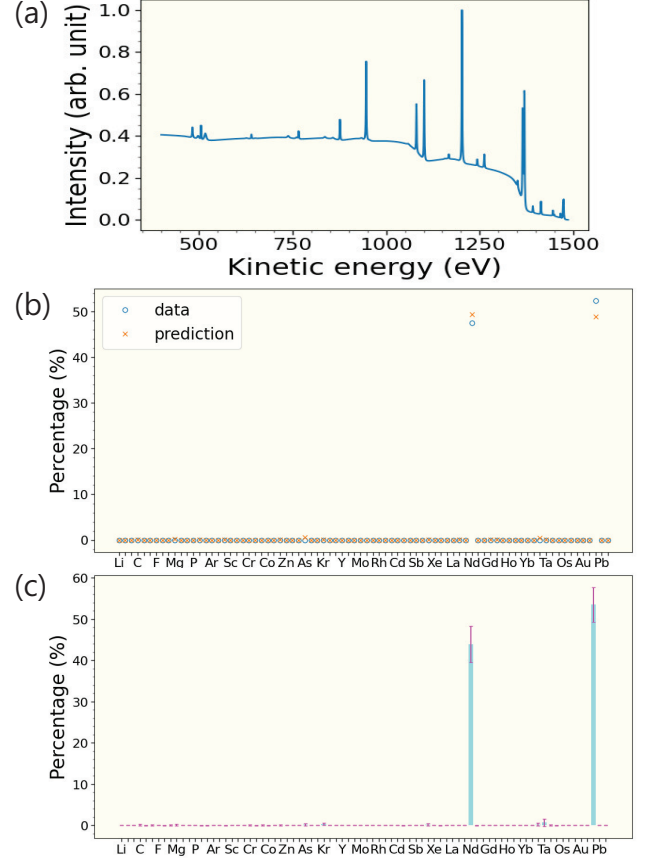 (a)
Intensity (arb. unit)
1.0
0.8
0.6
0.4
0.2
0.0
500 750 1000 1250 1500
Kinetic energy (eV)
(b)
Percentage (%)
50
40
30
20
10
0
data
prediction
Li C F Mg P Ar Sc Cr Co Zn As Kr Y Mo Rh Cd Sb Xe La Nd Gd Ho Yb Ta Os Au Pb
(c)
Percentage (%)
60
50
40
30
20
10
0
Li C F Mg P Ar Sc Cr Co Zn As Kr Y Mo Rh Cd Sb Xe La Nd Gd Ho Yb Ta Os Au Pb